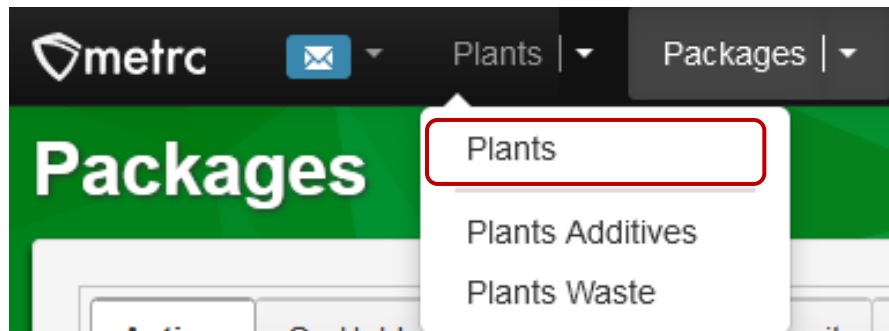 metrc Plants Packages
Packages
Plants
Plants Additives
Plants Waste